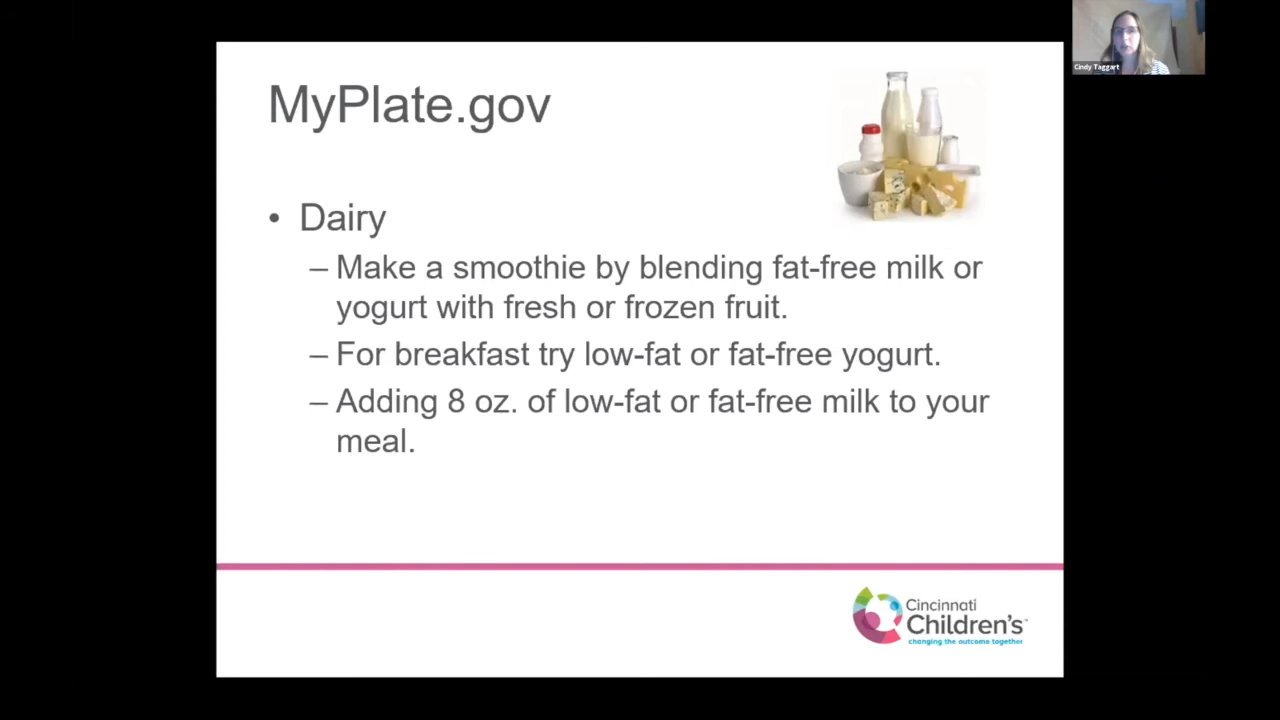 Cindy Taggart
MyPlate.gov
• Dairy
– Make a smoothie by blending fat-free milk or
yogurt with fresh or frozen fruit.
– For breakfast try low-fat or fat-free yogurt.
– Adding 8 oz. of low-fat or fat-free milk to your
meal.
Cincinnati
Children's™
changing the outcome together